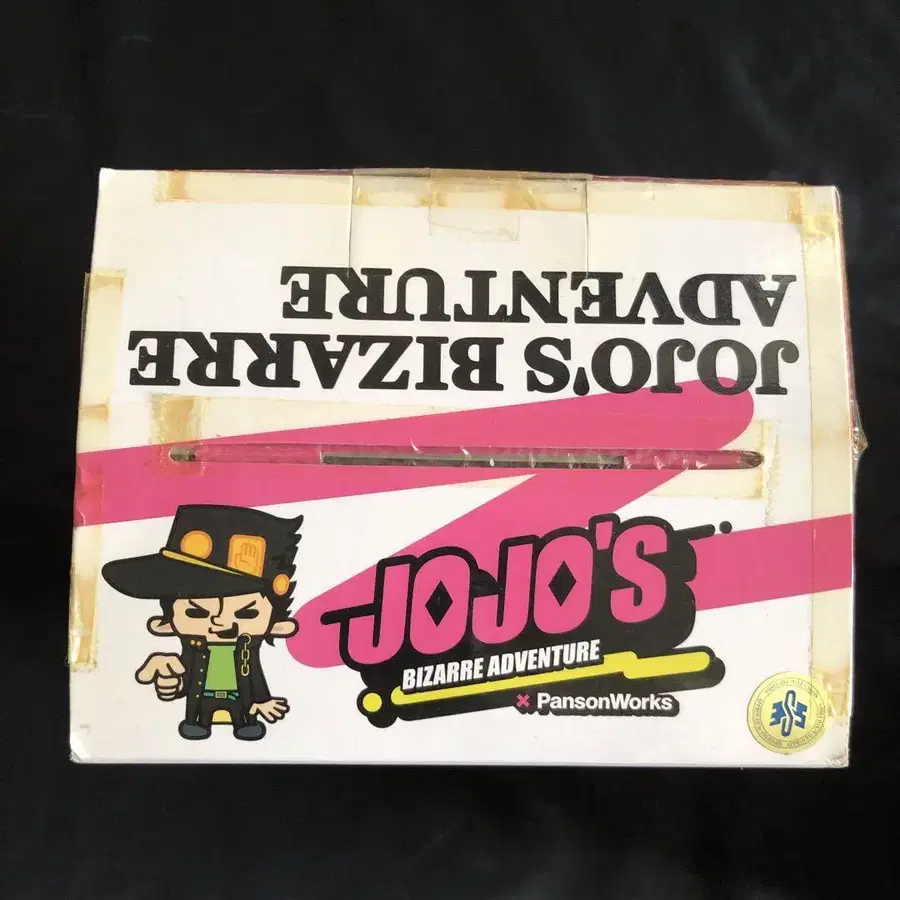 JOJO'S BIZARRE
ADVENTURE
JOJO'S
BIZARRE ADVENTURE
× PansonWorks